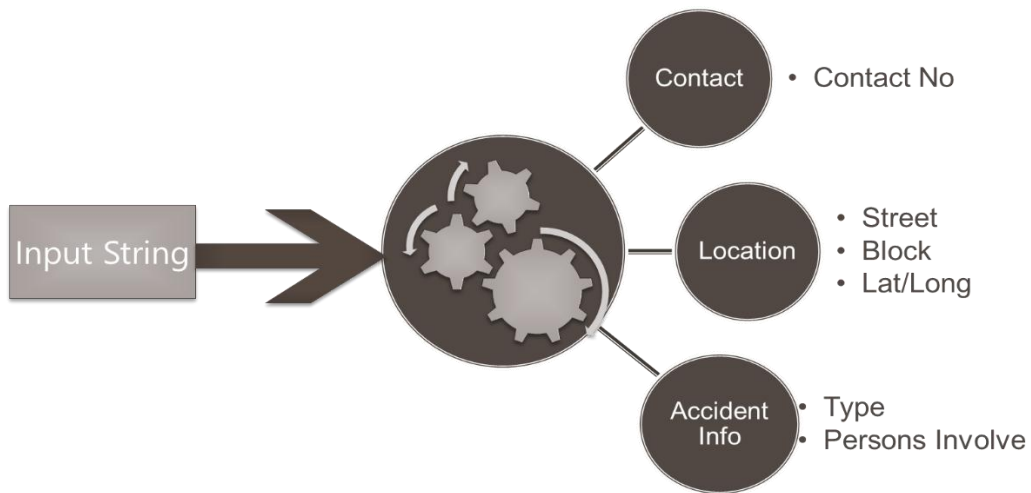 Contact
• Contact No
Input String
Location
• Street
• Block
• Lat/Long
Accident
Info
• Type
• Persons Involve